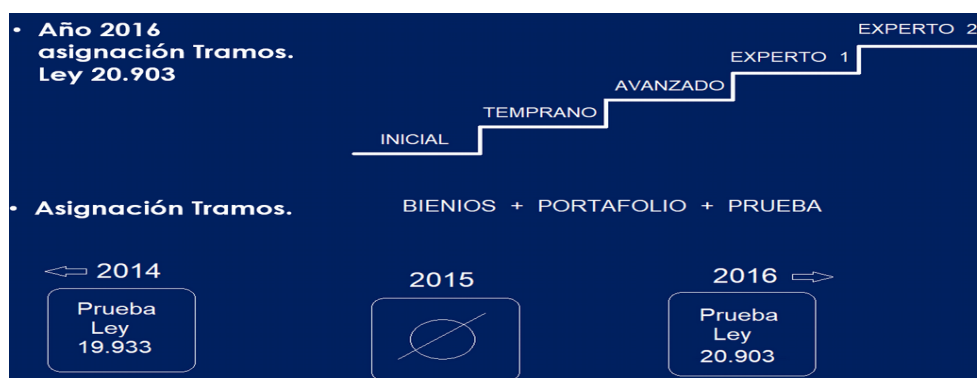 • Año 2016
asignación Tramos.
Ley 20.903
EXPERTO 2
EXPERTO 1
AVANZADO
TEMPRANO
INICIAL
• Asignación Tramos.
BIENIOS + PORTAFOLIO + PRUEBA
2014
2015
2016
Prueba
Ley
19.933
Prueba
Ley
20.903